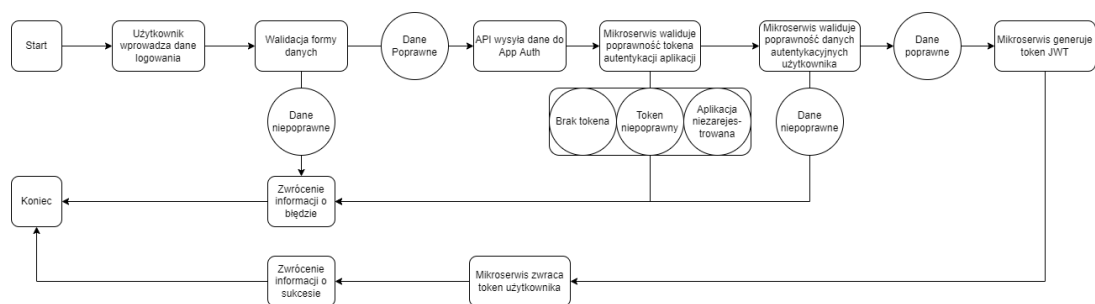 Start
Użytkownik
wprowadza dane
logowania
Walidacja formy
danych
Dane
Poprawne
API wysyła dane do
App Auth
Mikroserwis waliduje
poprawność tokena
autentykacji aplikacji
Mikroserwis waliduje
poprawność danych
autentykacyjnych
użytkownika
Dane
poprawne
Mikroserwis generuje
token JWT
Dane
niepoprawne
Brak tokena
Token
niepoprawny
Aplikacja
niezarejes-
trowana
Dane
niepoprawne
Koniec
Zwrócenie
informacji o
błędzie
Zwrócenie
informacji o
sukcesie
Mikroserwis zwraca
token użytkownika